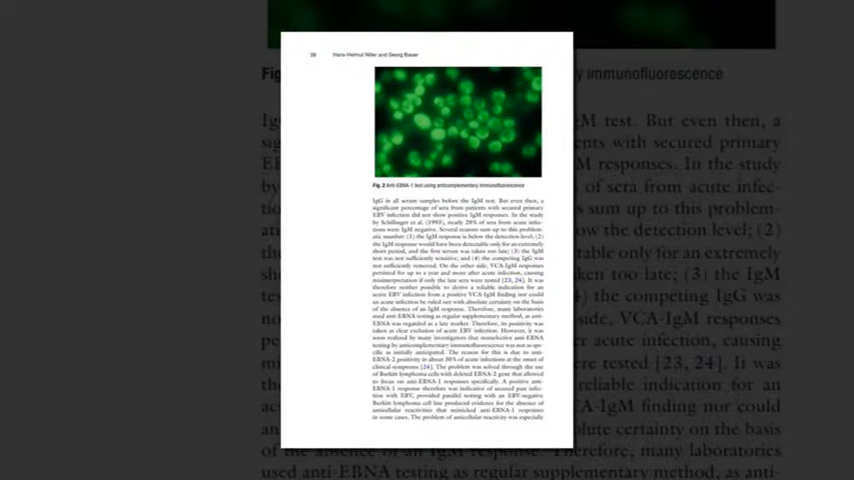 38 Hans-Helmut Niller and Georg Bauer
Fig. 2 Anti-EBNA-1 test using anticomplementary immunofluorescence
IgG in all serum samples before the IgM test. But even then, a
significant percentage of sera from patients with secured primary
EBV infection did not show positive IgM responses. In the study
by Schillinger et al. (1993), nearly 20% of sera from acute infec-
tions were IgM negative. Several reasons sum up to this problem-
atic number: (1) the IgM response is below the detection level; (2)
the IgM response would have been detectable only for an extremely
short period, and the first serum was taken too late; (3) the IgM
test was not sufficiently sensitive; and (4) the competing IgG was
not sufficiently removed. On the other side, VCA-IgM responses
persisted for up to a year and more after acute infection, causing
misinterpretation if only the late sera were tested [23, 24]. It was
therefore neither possible to derive a reliable indication for an
acute EBV infection from a positive VCA-IgM finding nor could
an acute infection be ruled out with absolute certainty on the basis
of the absence of an IgM response. Therefore, many laboratories
used anti-EBNA testing as regular supplementary method, as anti-
EBNA was regarded as a late marker. Therefore, its positivity was
taken as clear exclusion of acute EBV infection. However, it was
soon realized by many investigators that nonselective anti-EBNA
testing by anticomplementary immunofluorescence was not as spe-
cific as initially anticipated. The reason for this is due to anti-
EBNA-2 positivity in about 30% of acute infections at the onset of
clinical symptoms [24]. The problem was solved through the use
of Burkitt lymphoma cells with deleted EBNA-2 gene that allowed
to focus on anti-EBNA-1 responses specifically. A positive anti-
EBNA-1 response therefore was indicative of secured past infec-
tion with EBV, provided parallel testing with an EBV-negative
Burkitt lymphoma cell line produced evidence for the absence of
anticellular reactivities that mimicked anti-EBNA-1 responses
in some cases. The problem of anticellular reactivity was especially